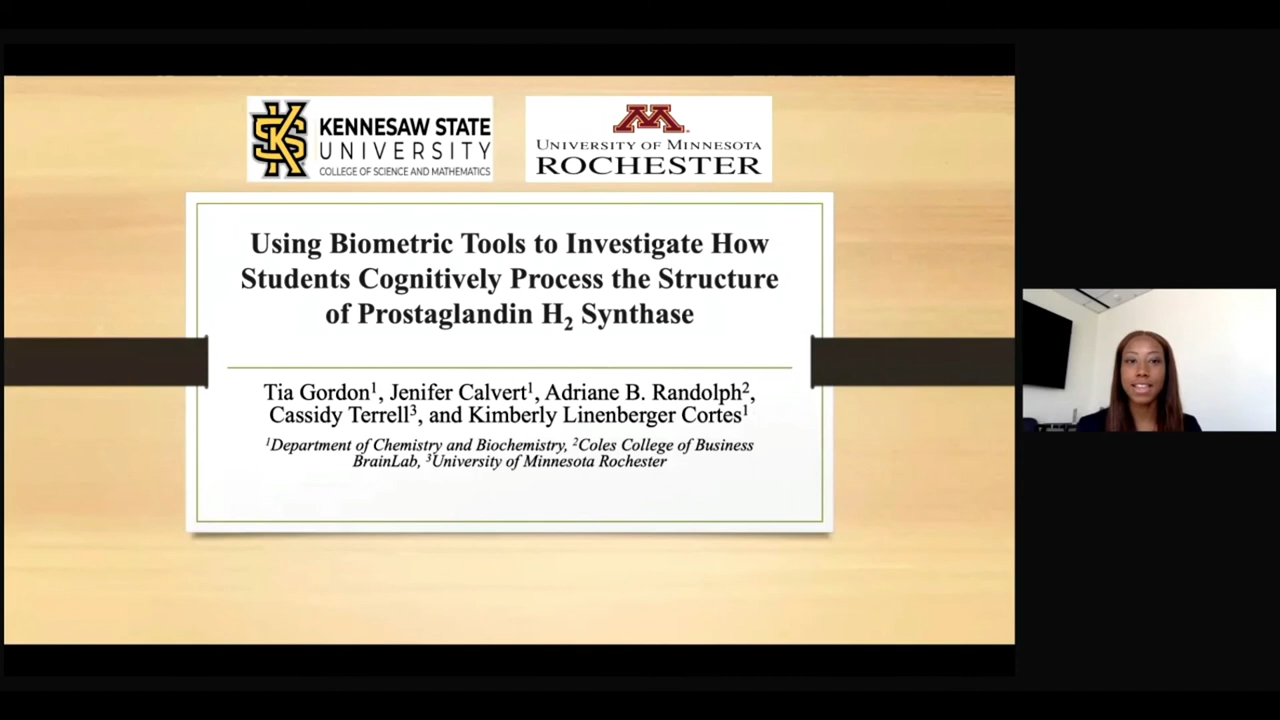 KENNESAW STATE
UNIVERSITY
COLLEGE OF SCIENCE AND MATHEMATICS
UNIVERSITY OF MINNESOTA
ROCHESTER
Using Biometric Tools to Investigate How
Students Cognitively Process the Structure
of Prostaglandin H₂ Synthase
Tia Gordon¹, Jenifer Calvert¹, Adriane B. Randolph²,
Cassidy Terrell³, and Kimberly Linenberger Cortes¹
¹Department of Chemistry and Biochemistry, ²Coles College of Business
BrainLab, ³University of Minnesota Rochester